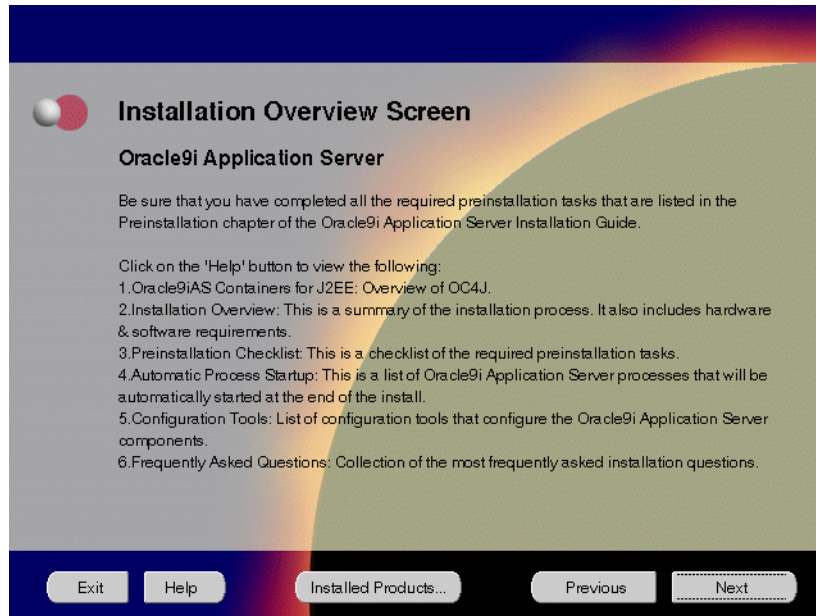 Installation Overview Screen
Oracle9i Application Server
Be sure that you have completed all the required preinstallation tasks that are listed in the
Preinstallation chapter of the Oracle9i Application Server Installation Guide.
Click on the 'Help' button to view the following:
1.Oracle9iAS Containers for J2EE: Overview of OC4J.
2.Installation Overview: This is a summary of the installation process. It also includes hardware
& software requirements.
3.Preinstallation Checklist: This is a checklist of the required preinstallation tasks.
4.Automatic Process Startup: This is a list of Oracle9i Application Server processes that will be
automatically started at the end of the install.
5.Configuration Tools: List of configuration tools that configure the Oracle9i Application Server
components.
6.Frequently Asked Questions: Collection of the most frequently asked installation questions.
Exit Help Installed Products... Previous Next